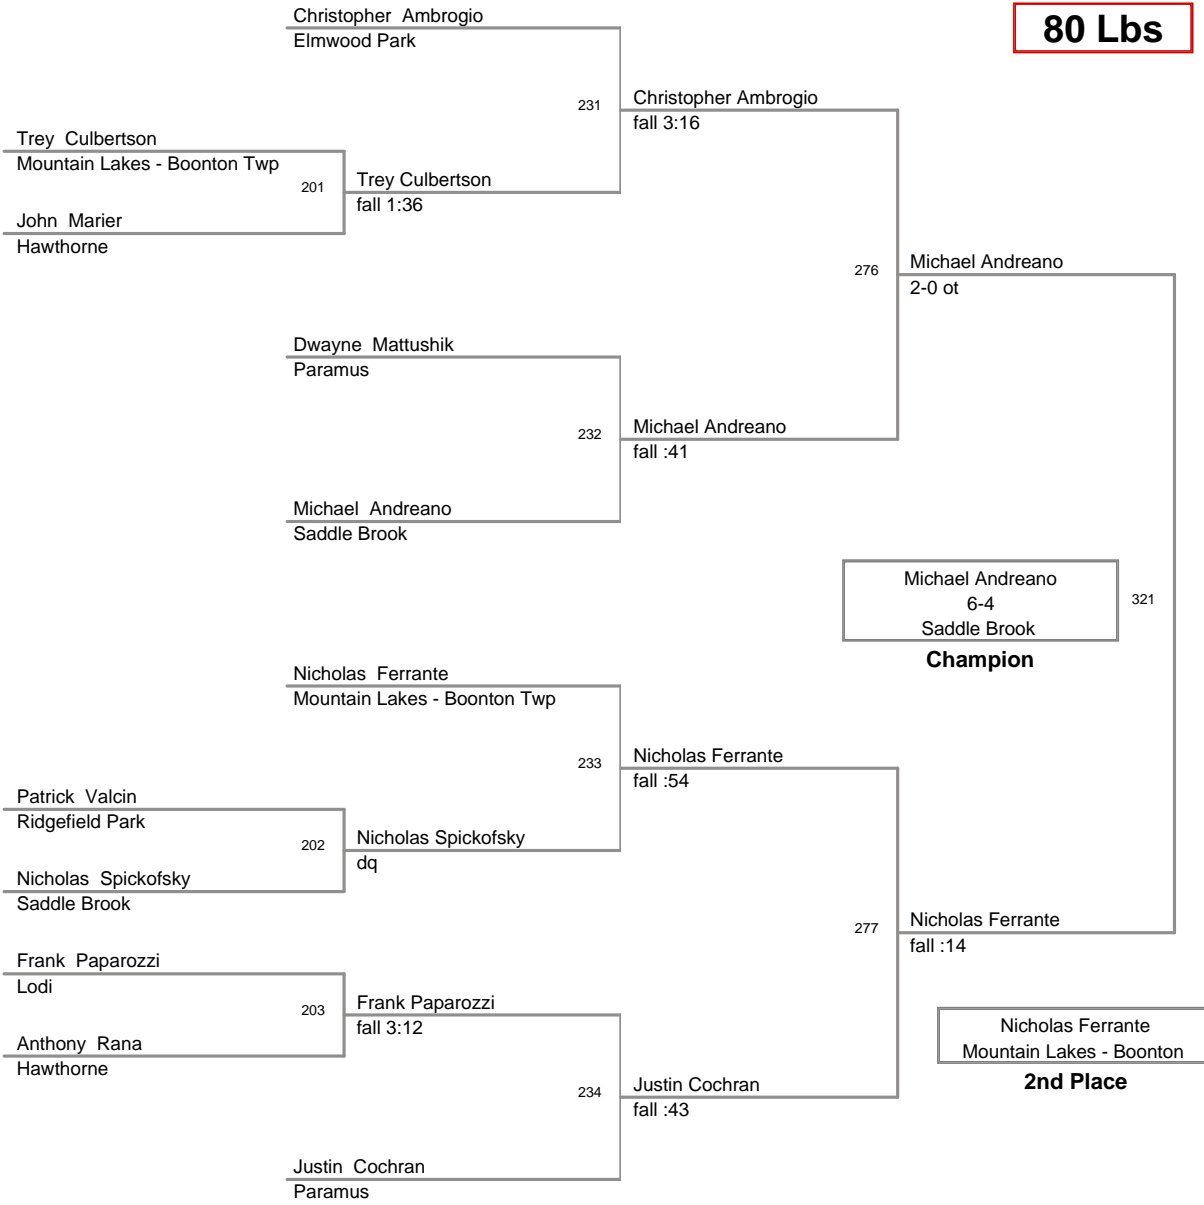 80 Lbs
Christopher Ambrogio
Elmwood Park
231
Christopher Ambrogio
fall 3:16
Trey Culbertson
Mountain Lakes - Boonton Twp
201
Trey Culbertson
fall 1:36
John Marier
Hawthorne
276
Michael Andreano
2-0 ot
Dwayne Mattushik
Paramus
232
Michael Andreano
fall :41
Michael Andreano
Saddle Brook
Michael Andreano
6-4
Saddle Brook
Champion
321
Nicholas Ferrante
Mountain Lakes - Boonton Twp
233
Nicholas Ferrante
fall :54
Patrick Valcin
Ridgefield Park
202
Nicholas Spickofsky
dq
Nicholas Spickofsky
Saddle Brook
277
Nicholas Ferrante
fall :14
Frank Paparozzi
Lodi
203
Frank Paparozzi
fall 3:12
Anthony Rana
Hawthorne
Nicholas Ferrante
Mountain Lakes - Boonton
2nd Place
234
Justin Cochran
fall :43
Justin Cochran
Paramus